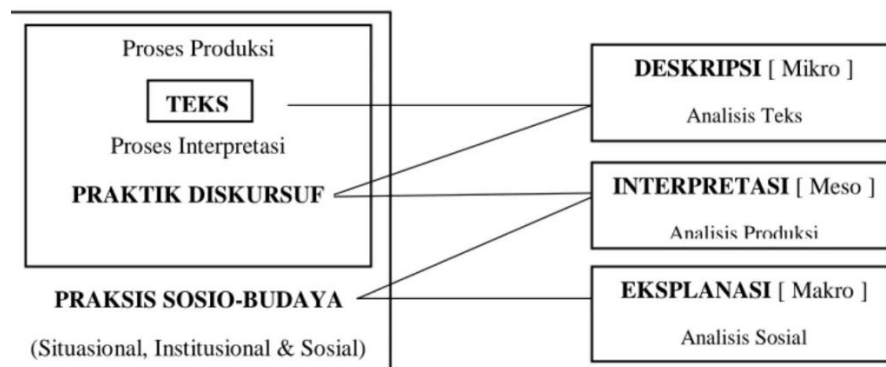 Proses Produksi
TEKS
Proses Interpretasi
PRAKTIK DISKURSUF
PRAKSIS SOSIO-BUDAYA
(Situasional, Institusional & Sosial)
DESKRIPSI [ Mikro ]
Analisis Teks
INTERPRETASI [ Meso ]
Analisis Produksi
EKSPLANASI [ Makro ]
Analisis Sosial